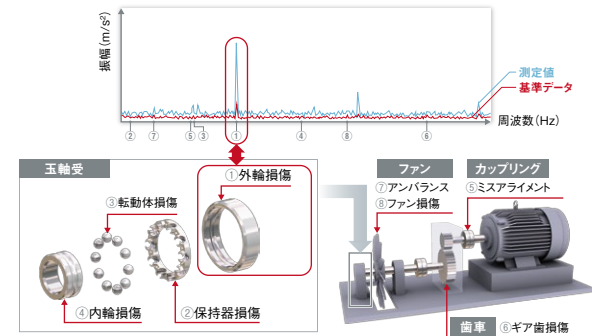 振幅(m/s²)
測定値
基準データ
周波数(Hz)
② ⑦ ⑤ ③ ① ④ ⑧ ⑥
玉軸受
①外輪損傷
③転動体損傷
④内輪損傷
②保持器損傷
ファン
⑦アンバランス
⑧ファン損傷
カップリング
⑤ミスアライメント
歯車 ⑥ギア歯損傷